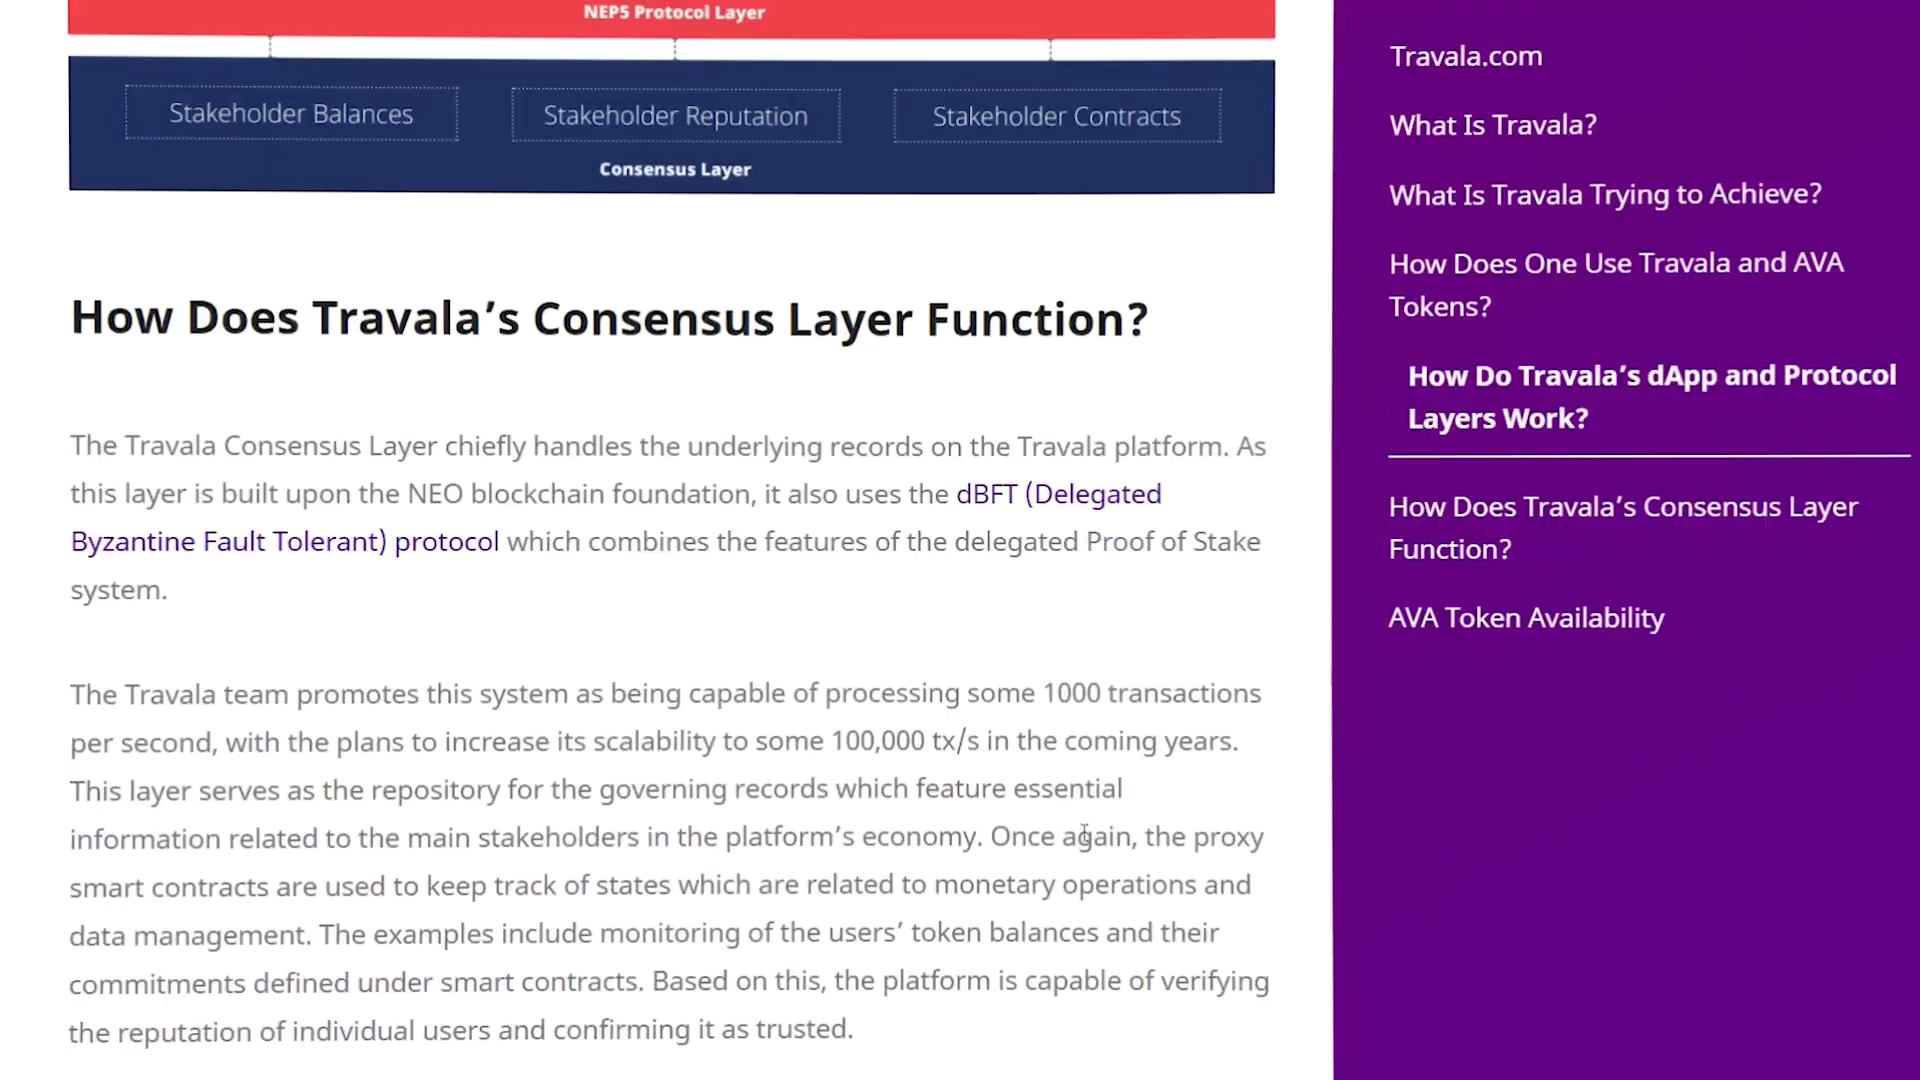 NEP5 Protocol Layer
Stakeholder Balances
Stakeholder Reputation
Stakeholder Contracts
Consensus Layer
How Does Travala’s Consensus Layer Function?
The Travala Consensus Layer chiefly handles the underlying records on the Travala platform. As
this layer is built upon the NEO blockchain foundation, it also uses the dBFT (Delegated
Byzantine Fault Tolerant) protocol which combines the features of the delegated Proof of Stake
system.
The Travala team promotes this system as being capable of processing some 1000 transactions
per second, with the plans to increase its scalability to some 100,000 tx/s in the coming years.
This layer serves as the repository for the governing records which feature essential
information related to the main stakeholders in the platform’s economy. Once again, the proxy
smart contracts are used to keep track of states which are related to monetary operations and
data management. The examples include monitoring of the users’ token balances and their
commitments defined under smart contracts. Based on this, the platform is capable of verifying
the reputation of individual users and confirming it as trusted.
Travala.com
What Is Travala?
What Is Travala Trying to Achieve?
How Does One Use Travala and AVA
Tokens?
How Do Travala’s dApp and Protocol
Layers Work?
How Does Travala’s Consensus Layer
Function?
AVA Token Availability